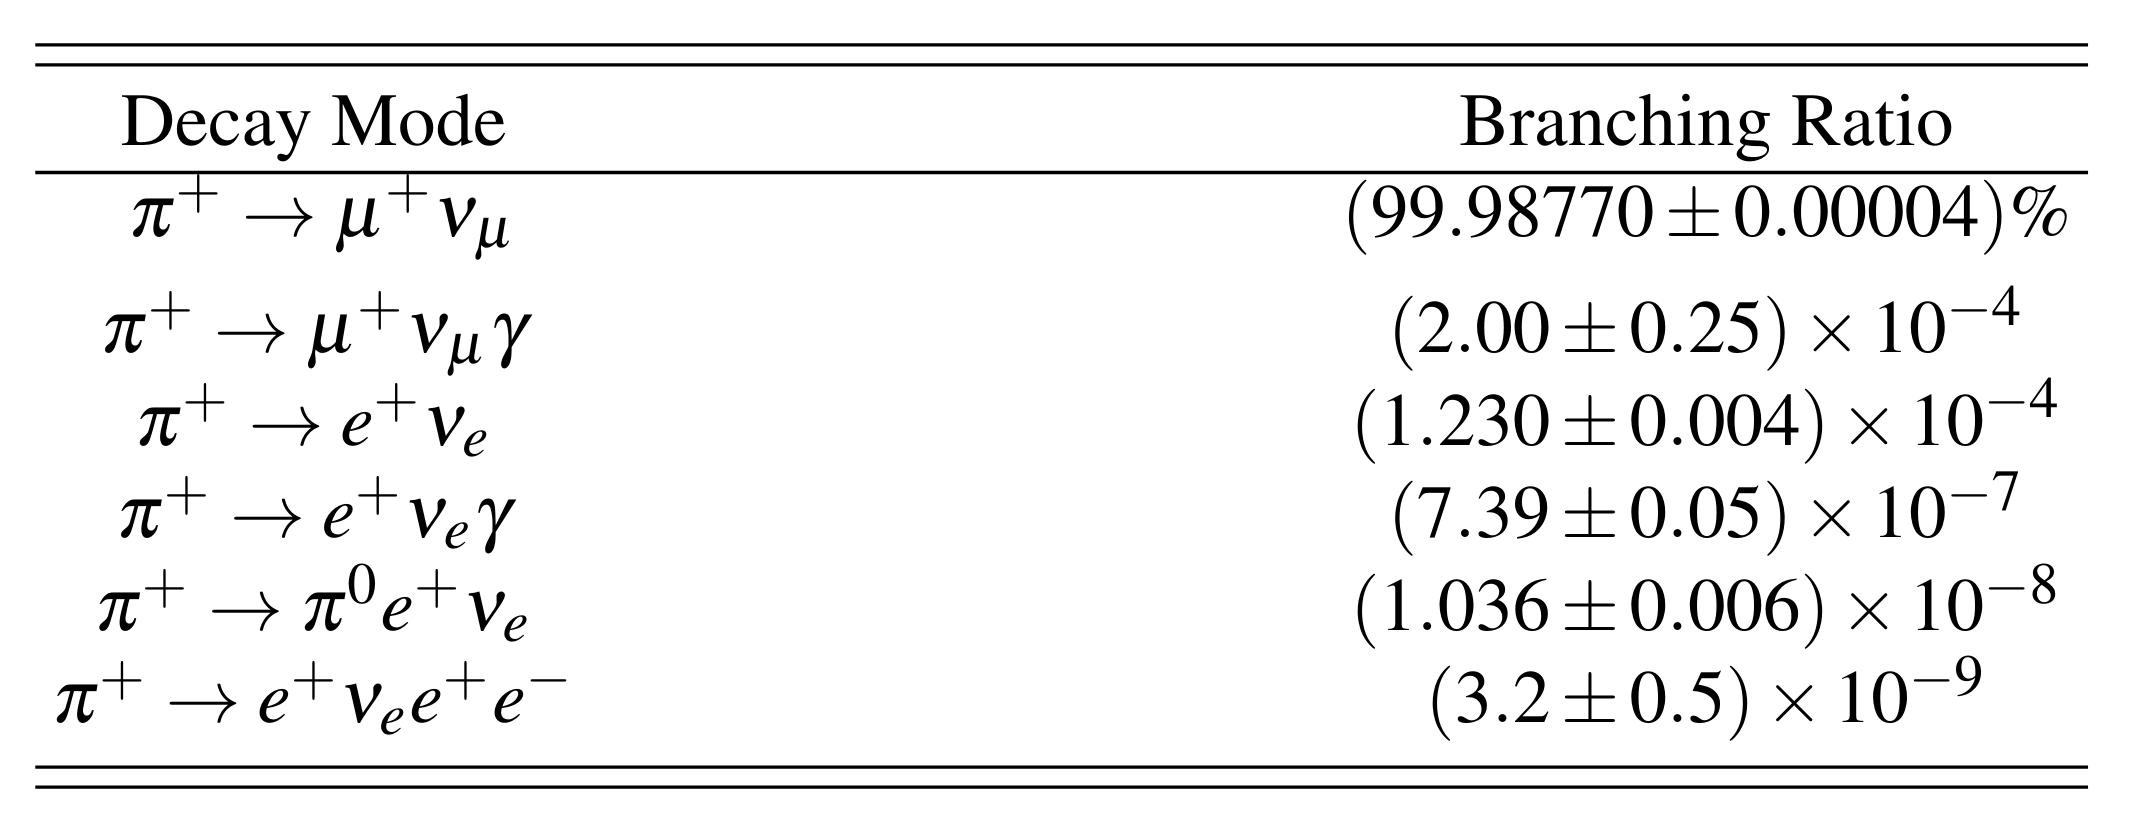 Decay Mode Branching Ratio
π⁺ → μ⁺ν_μ (99.98770 ± 0.00004)%
π⁺ → μ⁺ν_μγ (2.00 ± 0.25) × 10⁻⁴
π⁺ → e⁺ν_e (1.230 ± 0.004) × 10⁻⁴
π⁺ → e⁺ν_eγ (7.39 ± 0.05) × 10⁻⁷
π⁺ → π⁰e⁺ν_e (1.036 ± 0.006) × 10⁻⁸
π⁺ → e⁺ν_ee⁺e⁻ (3.2 ± 0.5) × 10⁻⁹